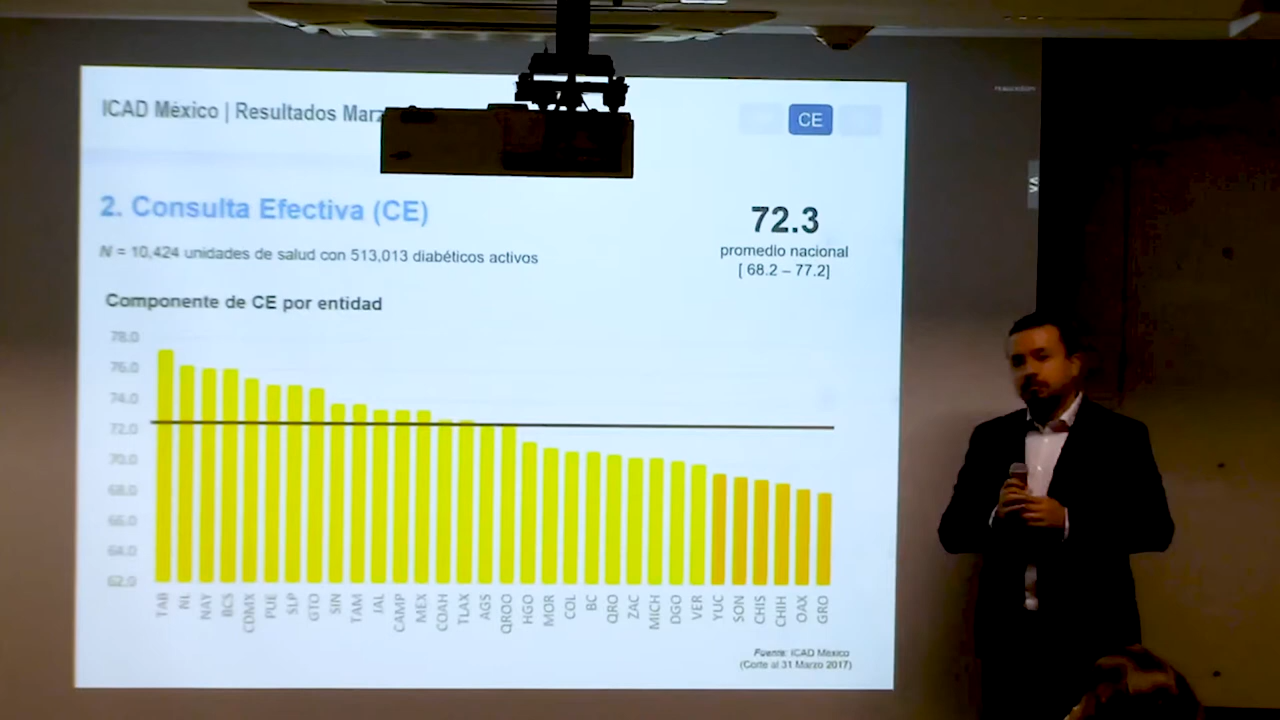 ICAD México | Resultados Marz
CE
2. Consulta Efectiva (CE)
N = 10,424 unidades de salud con 513,013 diabéticos activos
72.3
promedio nacional
[ 68.2 – 77.2]
Componente de CE por entidad
78.0
76.0
74.0
72.0
70.0
68.0
66.0
64.0
62.0
TAB NL NAY BCS CDMX PUE SLP GTO SIN TAM JAL CAMP MEX COAH TLAX AGS QROO HGO MOR COL BC QRO ZAC MICH DGO VER YUC SON CHIS CHIH OAX GRO
Fuente: ICAD México
(Corte al 31 Marzo 2017)